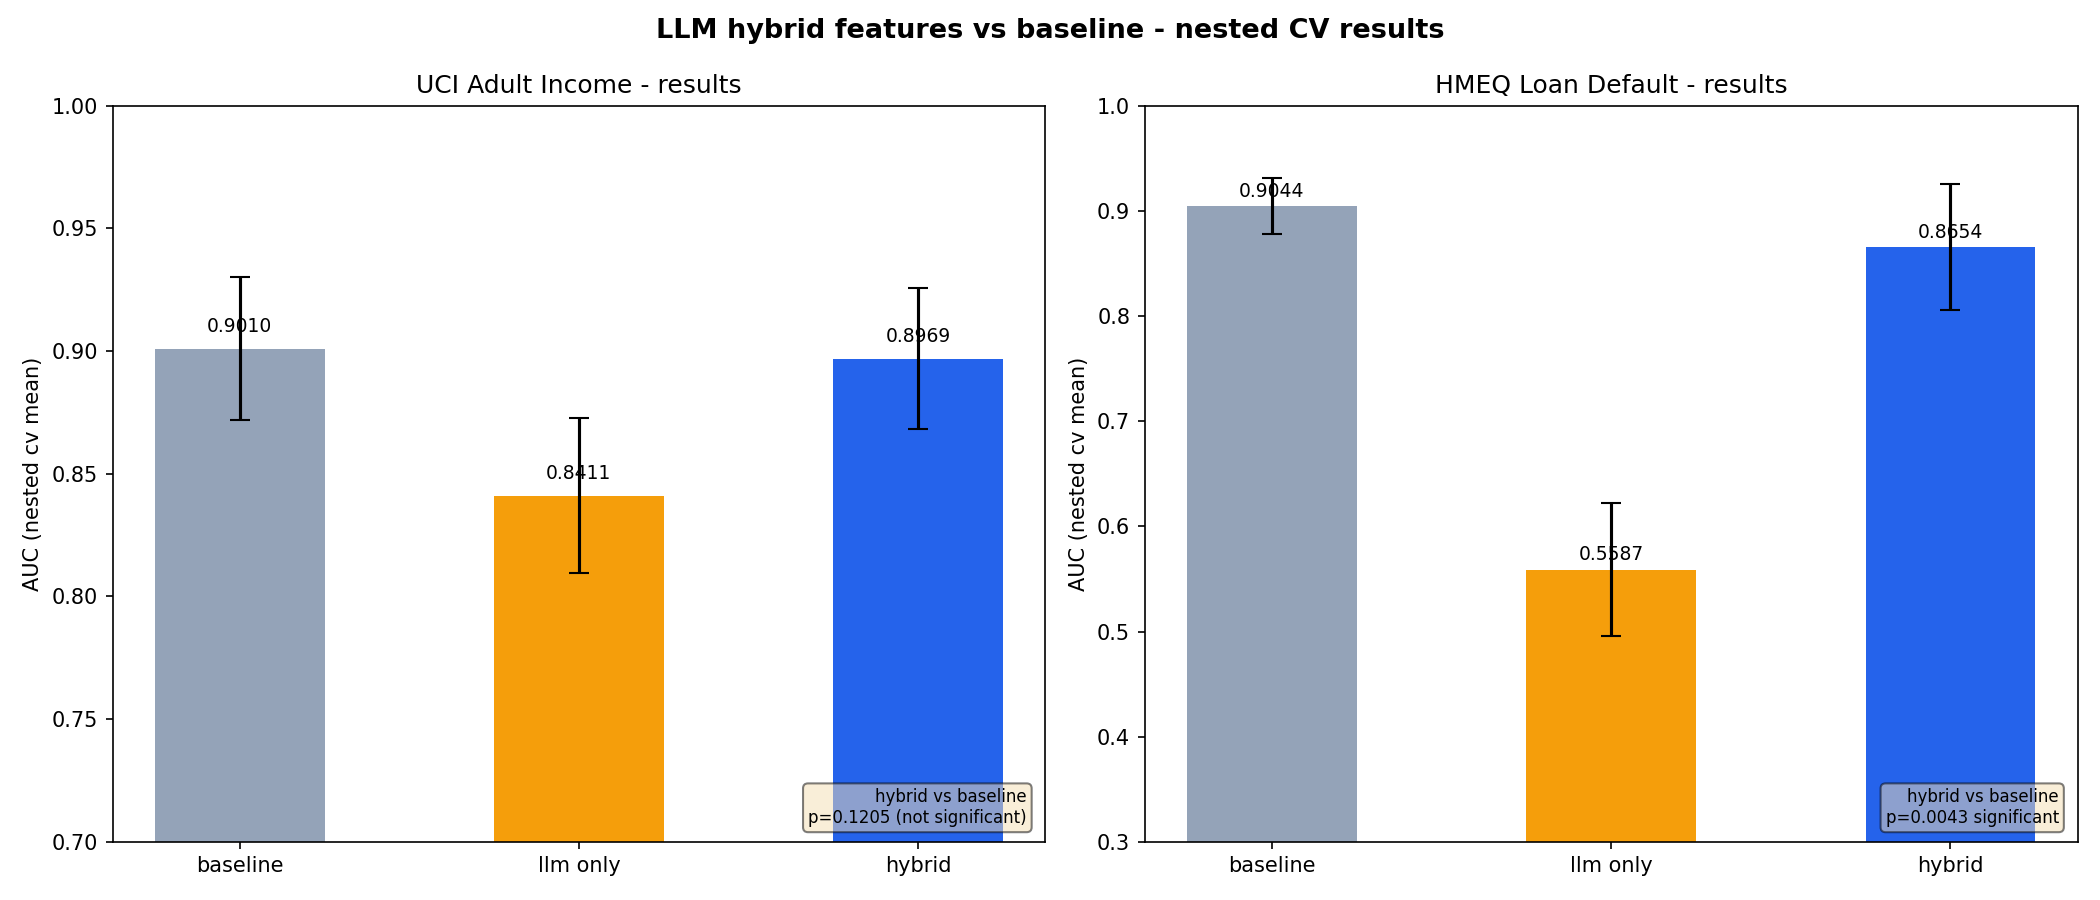 LLM hybrid features vs baseline - nested CV results
UCI Adult Income - results
AUC (nested cv mean)
1.00
0.95
0.90
0.85
0.80
0.75
0.70
0.9010
0.8411
0.8969
hybrid vs baseline
p=0.1205 (not significant)
baseline
llm only
hybrid
HMEQ Loan Default - results
AUC (nested cv mean)
1.0
0.9
0.8
0.7
0.6
0.5
0.4
0.3
0.9044
0.5587
0.8654
hybrid vs baseline
p=0.0043 significant
baseline
llm only
hybrid